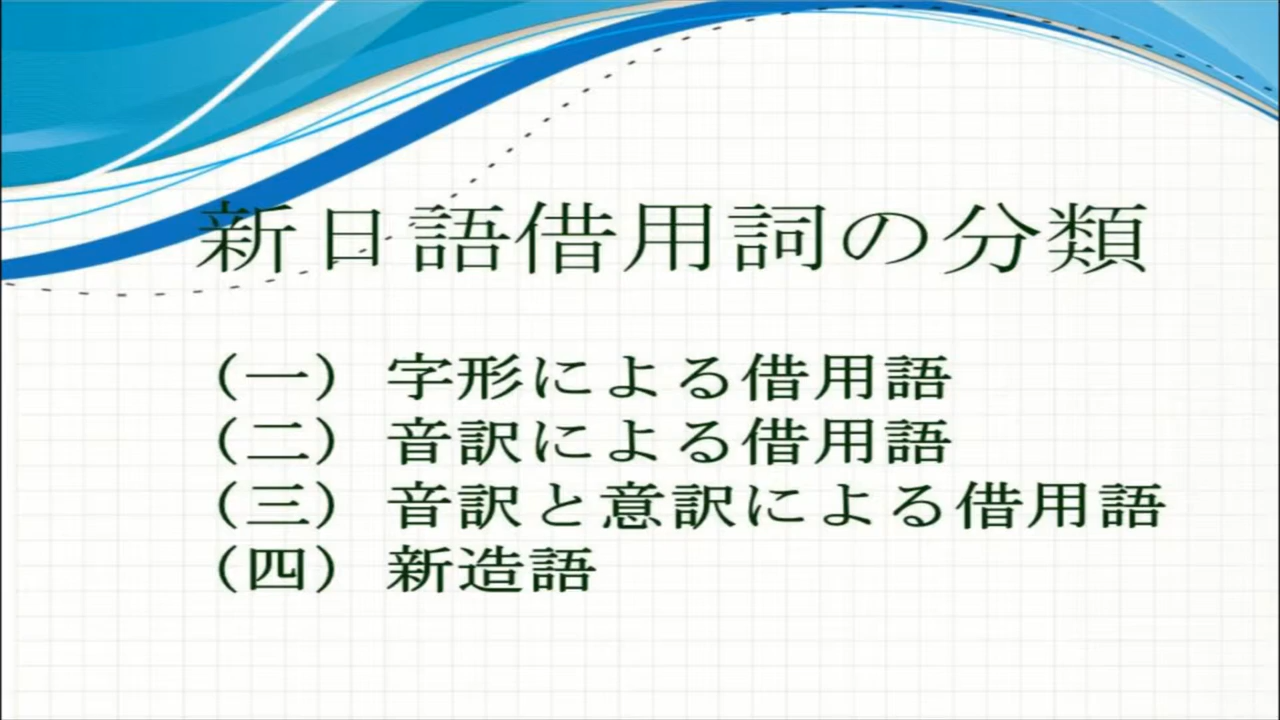 新日語借用詞の分類
（一） 字形による借用語
（二） 音訳による借用語
（三） 音訳と意訳による借用語
（四） 新造語